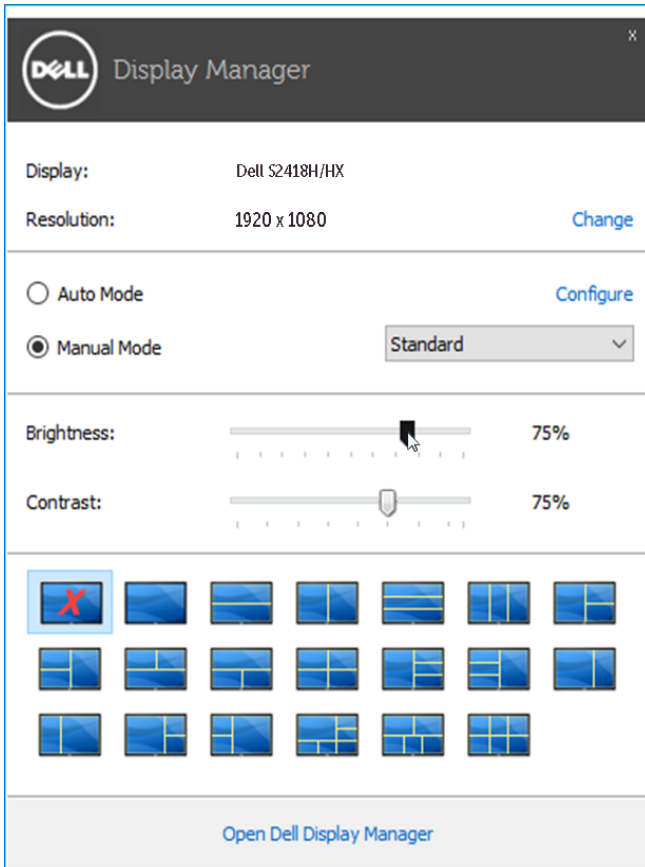 x
DELL Display Manager
Display: Dell S2418H/HX
Resolution: 1920 x 1080 Change
Auto Mode Configure
Manual Mode Standard
Brightness: 75%
Contrast: 75%
X
Open Dell Display Manager